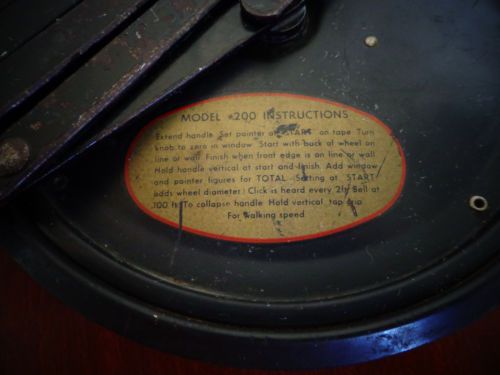 MODEL #200 INSTRUCTIONS
Extend handle. Set pointer at START on tape. Turn
knob to zero in window. Start with back of wheel on
line or wall. Finish when front edge is on line or wall.
Hold handle vertical at start and finish. Add window
and pointer figures for TOTAL. (Setting at START
adds wheel diameter.) Click is heard every 2ft. Bell at
100 ft. To collapse handle: Hold vertical, tap grip.
For walking speed